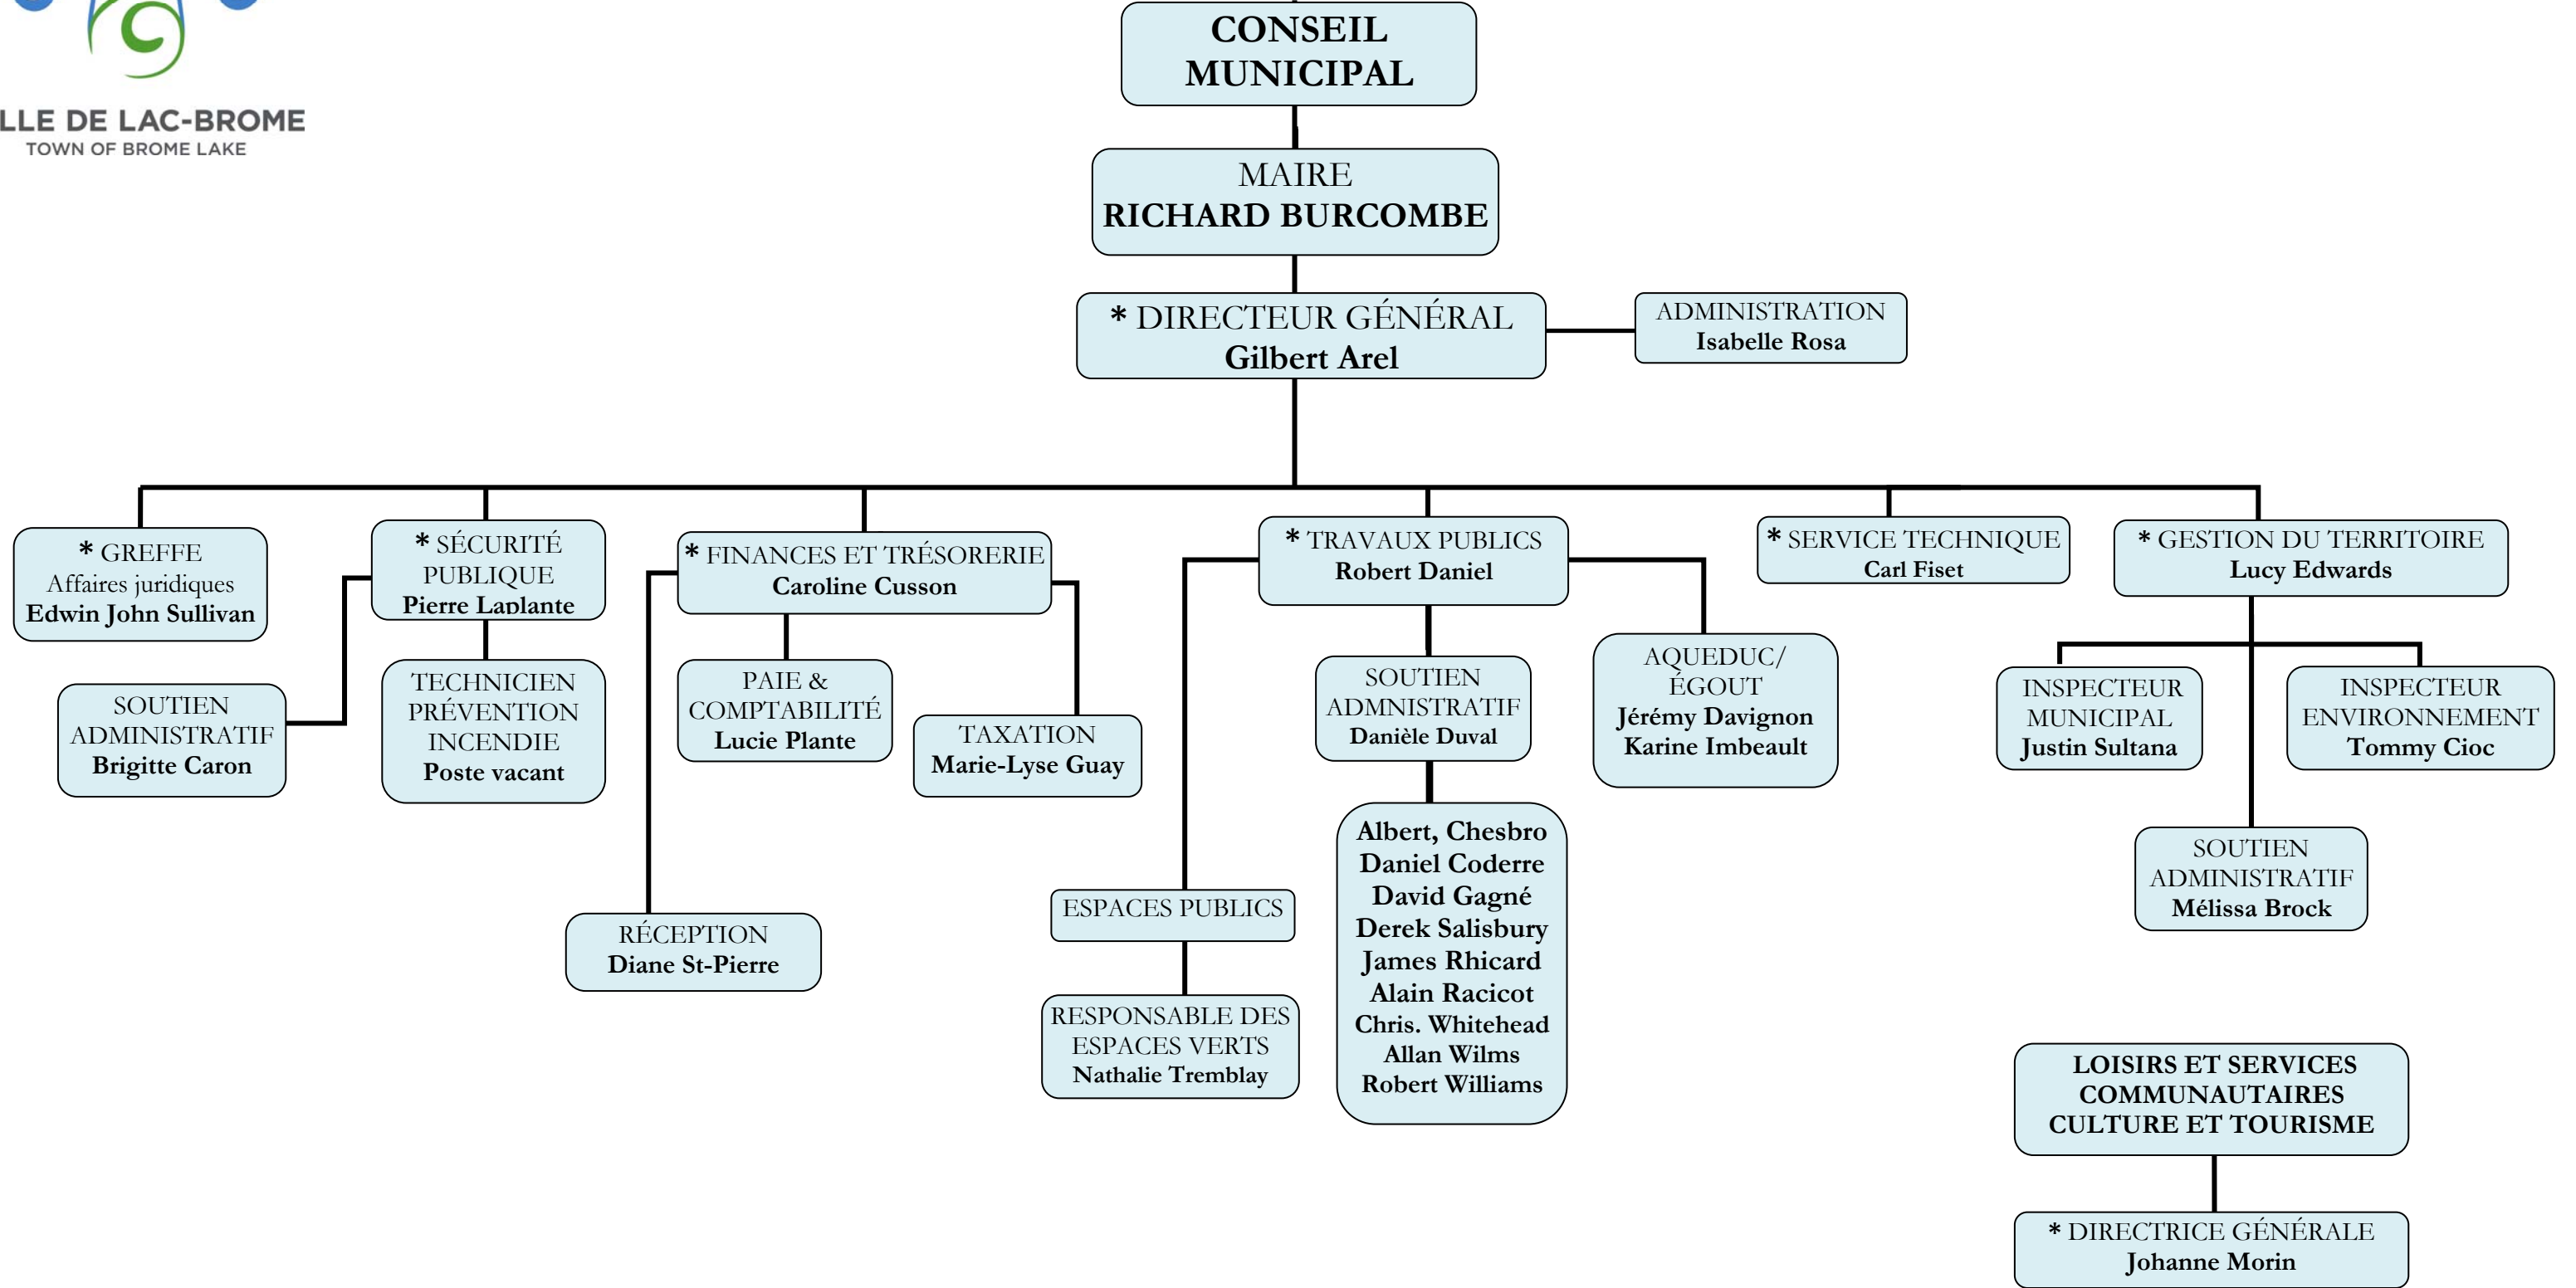 LLE DE LAC-BROME
TOWN OF BROME LAKE
CONSEIL
MUNICIPAL
MAIRE
RICHARD BURCOMBE
* DIRECTEUR GÉNÉRAL
Gilbert Arel
ADMINISTRATION
Isabelle Rosa
* GREFFE
Affaires juridiques
Edwin John Sullivan
* SÉCURITÉ
PUBLIQUE
Pierre Laplante
SOUTIEN
ADMINISTRATIF
Brigitte Caron
TECHNICIEN
PRÉVENTION
INCENDIE
Poste vacant
* FINANCES ET TRÉSORERIE
Caroline Cusson
PAIE &
COMPTABILITÉ
Lucie Plante
TAXATION
Marie-Lyse Guay
RÉCEPTION
Diane St-Pierre
* TRAVAUX PUBLICS
Robert Daniel
SOUTIEN
ADMNISTRATIF
Danièle Duval
AQUEDUC/
ÉGOUT
Jérémy Davignon
Karine Imbeault
Albert, Chesbro
Daniel Coderre
David Gagné
Derek Salisbury
James Rhicard
Alain Racicot
Chris. Whitehead
Allan Wilms
Robert Williams
ESPACES PUBLICS
RESPONSABLE DES
ESPACES VERTS
Nathalie Tremblay
* SERVICE TECHNIQUE
Carl Fiset
* GESTION DU TERRITOIRE
Lucy Edwards
INSPECTEUR
MUNICIPAL
Justin Sultana
INSPECTEUR
ENVIRONNEMENT
Tommy Cioc
SOUTIEN
ADMINISTRATIF
Mélissa Brock
LOISIRS ET SERVICES
COMMUNAUTAIRES
CULTURE ET TOURISME
* DIRECTRICE GÉNÉRALE
Johanne Morin